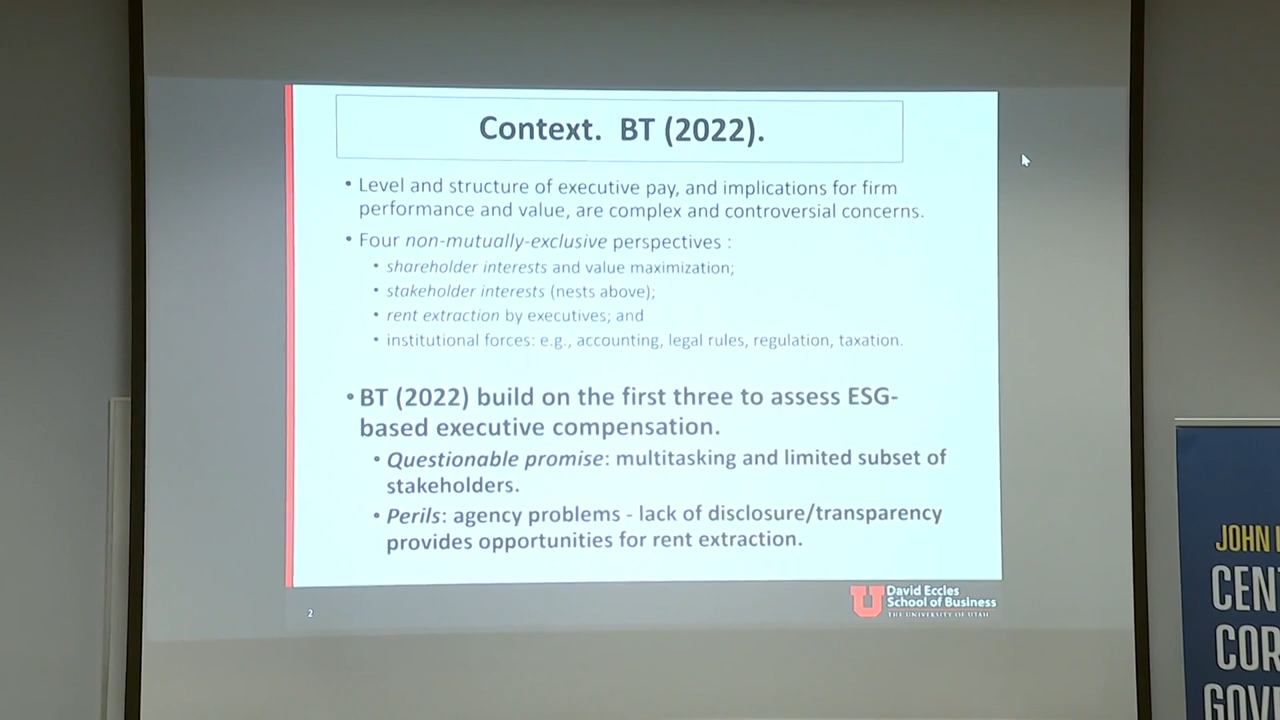 Context. BT (2022).
• Level and structure of executive pay, and implications for firm
performance and value, are complex and controversial concerns.
• Four non-mutually-exclusive perspectives :
• shareholder interests and value maximization;
• stakeholder interests (nests above);
• rent extraction by executives; and
• institutional forces: e.g., accounting, legal rules, regulation, taxation.
• BT (2022) build on the first three to assess ESG-
based executive compensation.
• Questionable promise: multitasking and limited subset of
stakeholders.
• Perils: agency problems - lack of disclosure/transparency
provides opportunities for rent extraction.
2
U David Eccles
School of Business
THE UNIVERSITY OF UTAH
JOHN
CEN
COR
GOV